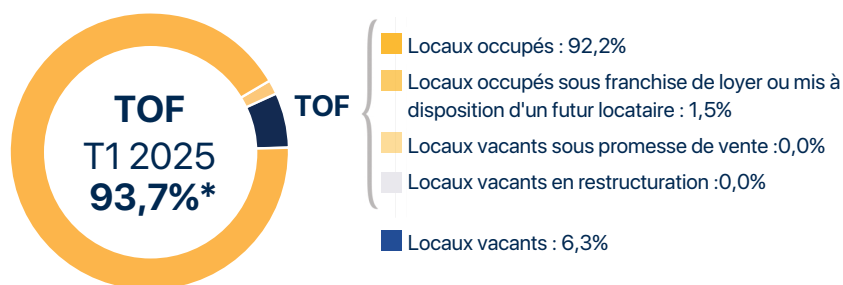 TOF
T1 2025
93,7%*
TOF
Locaux occupés : 92,2%
Locaux occupés sous franchise de loyer ou mis à
disposition d'un futur locataire : 1,5%
Locaux vacants sous promesse de vente :0,0%
Locaux vacants en restructuration :0,0%
Locaux vacants : 6,3%